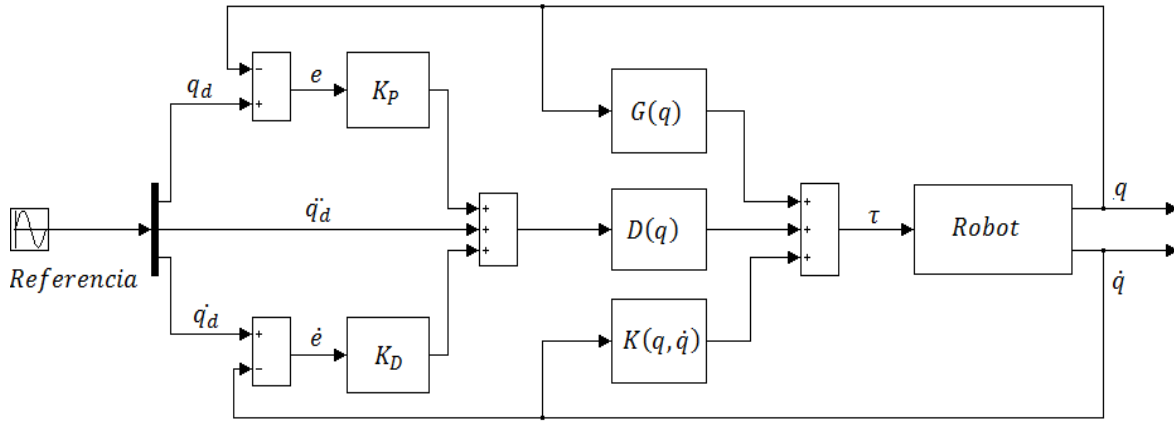 q_d
−
+
e
K_P
G(q)
Referencia
q̈_d
+
+
+
D(q)
+
+
+
τ
Robot
q
q̇
q̇_d
+
−
ė
K_D
K(q, q̇)